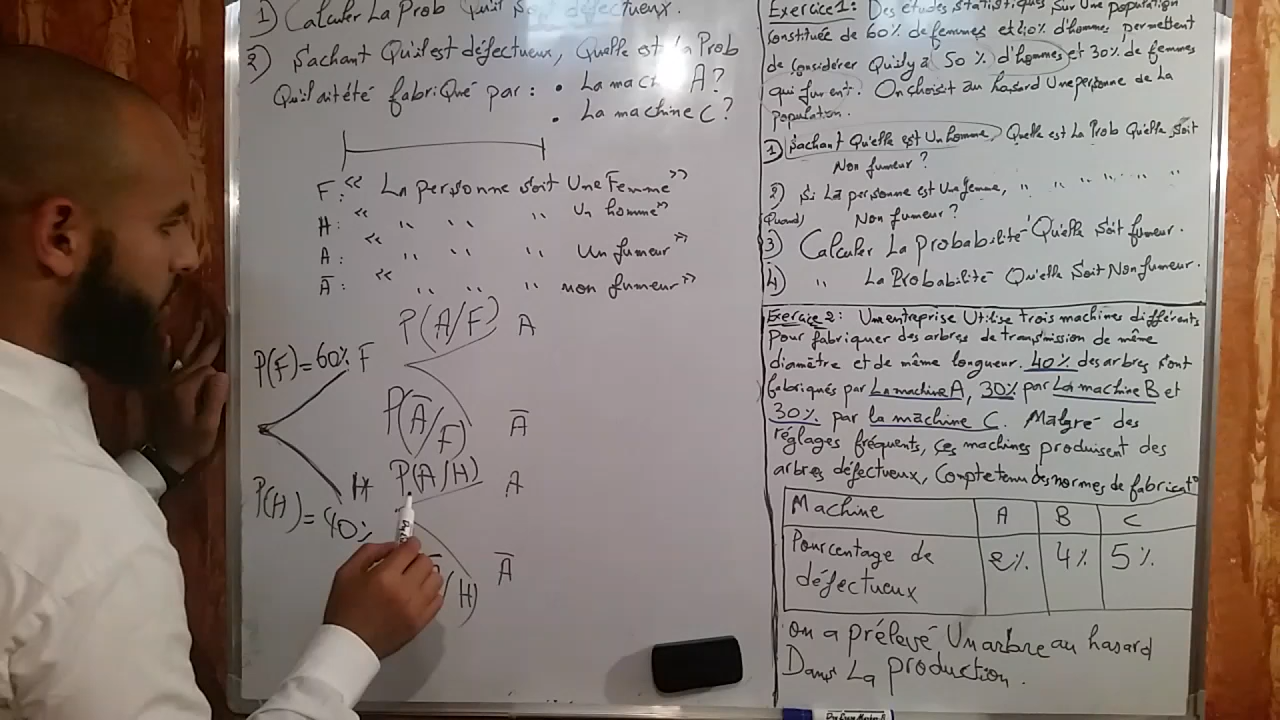 1) Calculer La Prob Qu'il soit défectueux.
2) Sachant Qu'il est défectueux, Quelle est la Prob
Qu'il ait été fabriqué par : • La mach A?
• La machine C?
F: << La personne soit Une Femme >>
H: << " " " Un homme >>
A: << " " " Un fumeur >>
Ā: << " " " non fumeur >>
P(F) = 60% F
P(A/F) A
P(Ā/F) Ā
P(H) = 40% H
P(A/H) A
/H) Ā
Exercice 1: Des études statistiques sur Une population
constituée de 60% de femmes et 40% d'hommes permettent
de considérer Qu'il y a 50 % d'hommes et 30% de femmes
qui fument. On choisit au hasard Une personne de La
population.
1) Sachant Qu'elle est Un homme, Quelle est La Prob Qu'elle soit
Non fumeur ?
2) Si La personne est Une femme, " " " " " "
(Quand) Non fumeur ?
3) Calculer La probabilité Qu'elle soit fumeur.
4) " La Probabilité Qu'elle Soit Non fumeur.
Exercice 2: Un entreprise Utilise trois machines différents
pour fabriquer des arbres de transmission de même
diamètre et de même longueur. 40% des arbres sont
fabriqués par La machine A, 30% par La machine B et
30% par la machine C. Malgré des
réglages fréquents, ces machines produisent des
arbres défectueux, Compte tenu des normes de fabricat°
Machine A B C
Pourcentage de défectueux 2% 4% 5%
on a prélevé Un arbre au hasard
Dans La production.